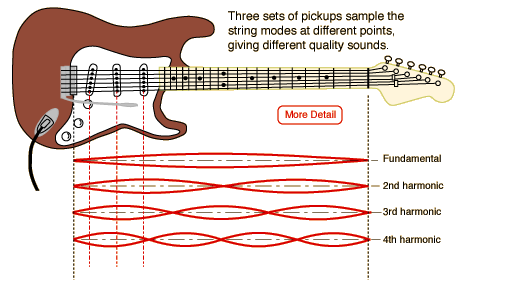 Three sets of pickups sample the
string modes at different points,
giving different quality sounds.
More Detail
Fundamental
2nd harmonic
3rd harmonic
4th harmonic